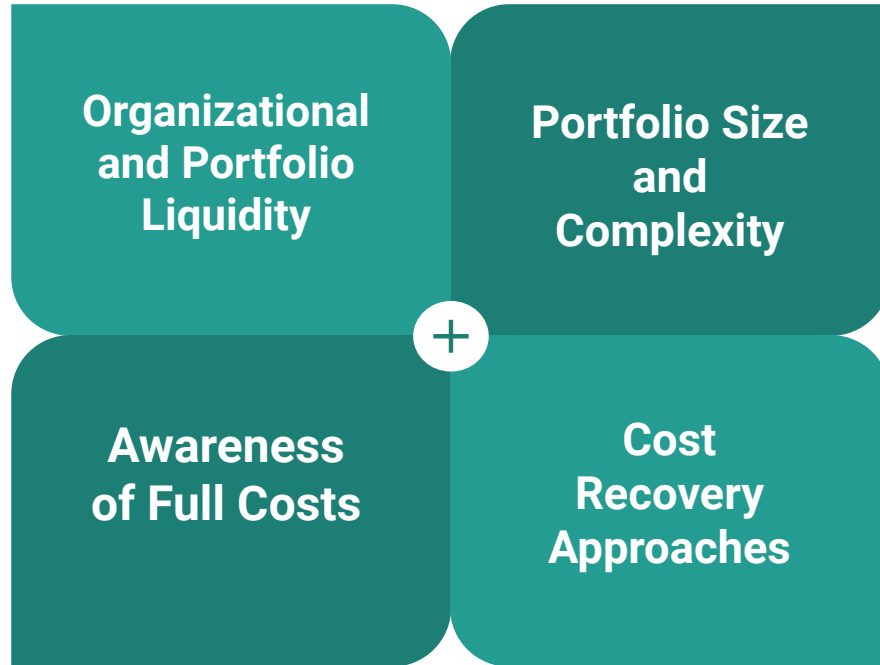 Organizational
and Portfolio
Liquidity
Portfolio Size
and
Complexity
Awareness
of Full Costs
Cost
Recovery
Approaches